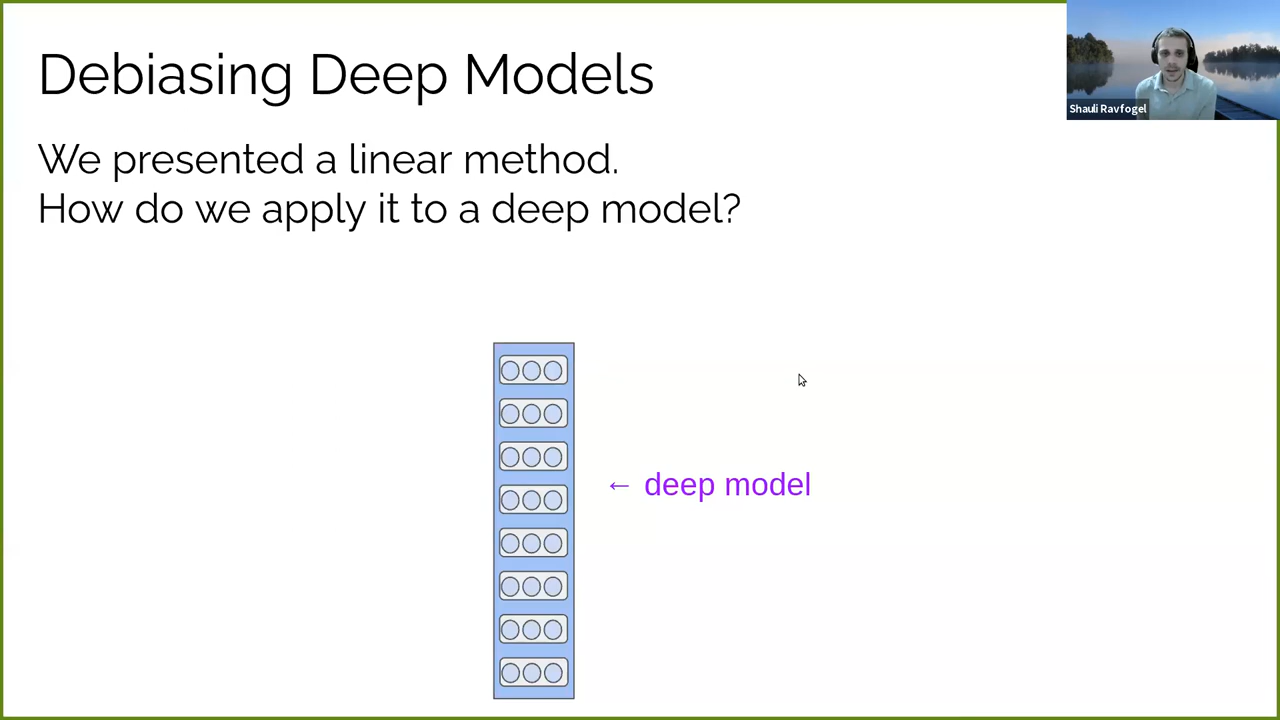 Debiasing Deep Models
Shauli Ravfogel
We presented a linear method.
How do we apply it to a deep model?
← deep model